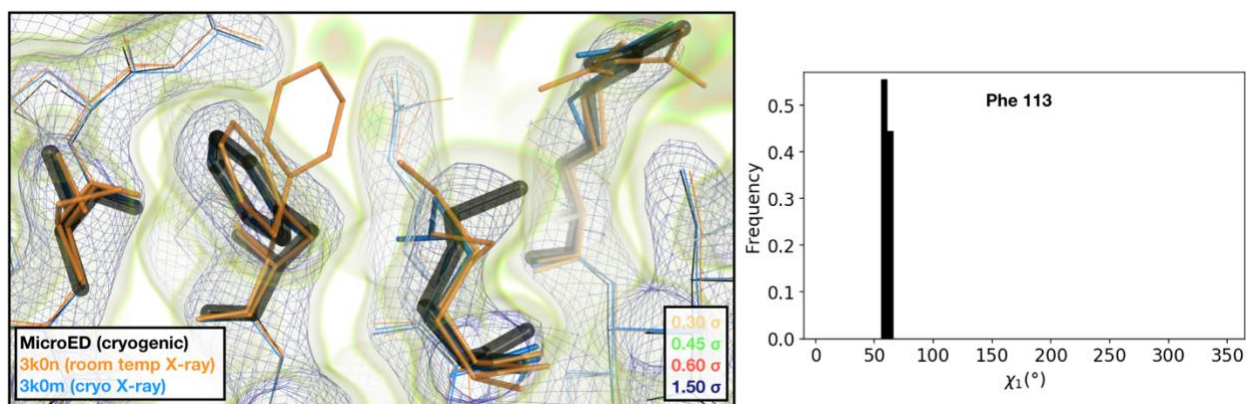 MicroED (cryogenic)
3k0n (room temp X-ray)
3k0m (cryo X-ray)
0.30 σ
0.45 σ
0.60 σ
1.50 σ
Phe 113
Frequency
0.5
0.4
0.3
0.2
0.1
0.0
0 50 100 150 200 250 300 350
χ₁(°)